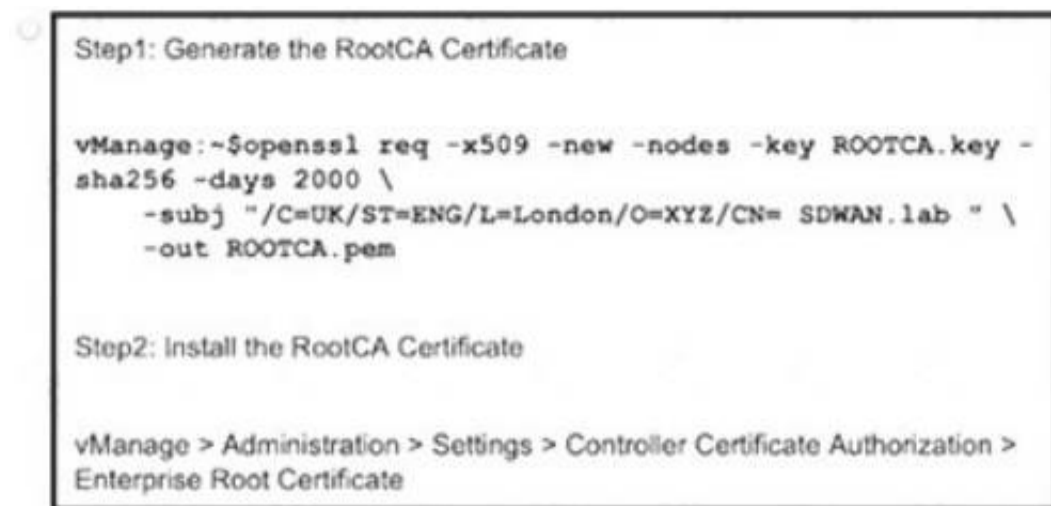 Step1: Generate the RootCA Certificate
vManage:~$openssl req -x509 -new -nodes -key ROOTCA.key -
sha256 -days 2000 \
-subj "/C=UK/ST=ENG/L=London/O=XYZ/CN= SDWAN.lab " \
-out ROOTCA.pem
Step2: Install the RootCA Certificate
vManage > Administration > Settings > Controller Certificate Authorization >
Enterprise Root Certificate